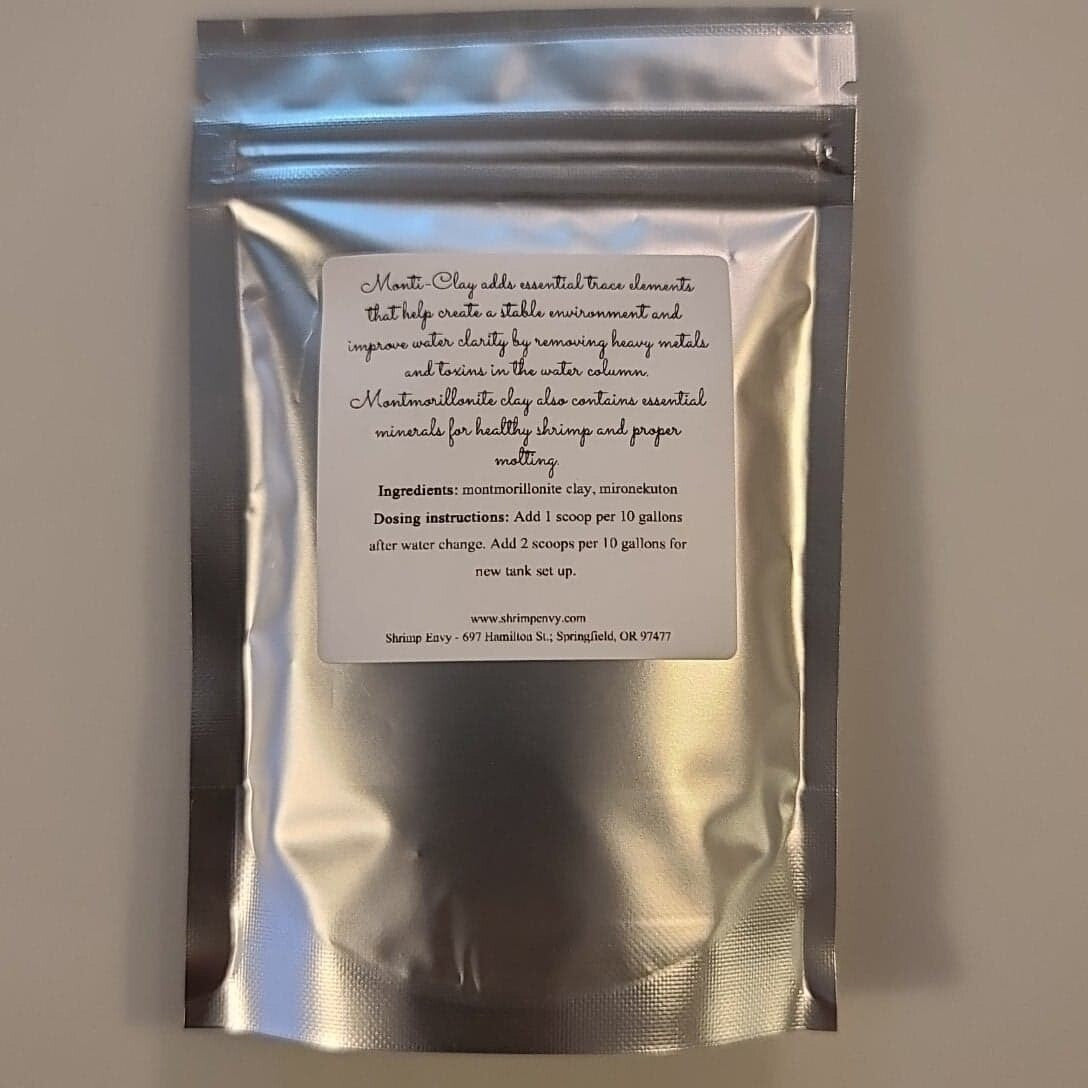 Monti-Clay adds essential trace elements
that help create a stable environment and
improve water clarity by removing heavy metals
and toxins in the water column.
Montmorillonite clay also contains essential
minerals for healthy shrimp and proper
molting.
Ingredients: montmorillonite clay, mironekuton
Dosing instructions: Add 1 scoop per 10 gallons
after water change. Add 2 scoops per 10 gallons for
new tank set up.
www.shrimpenvy.com
Shrimp Envy - 697 Hamilton St.; Springfield, OR 97477